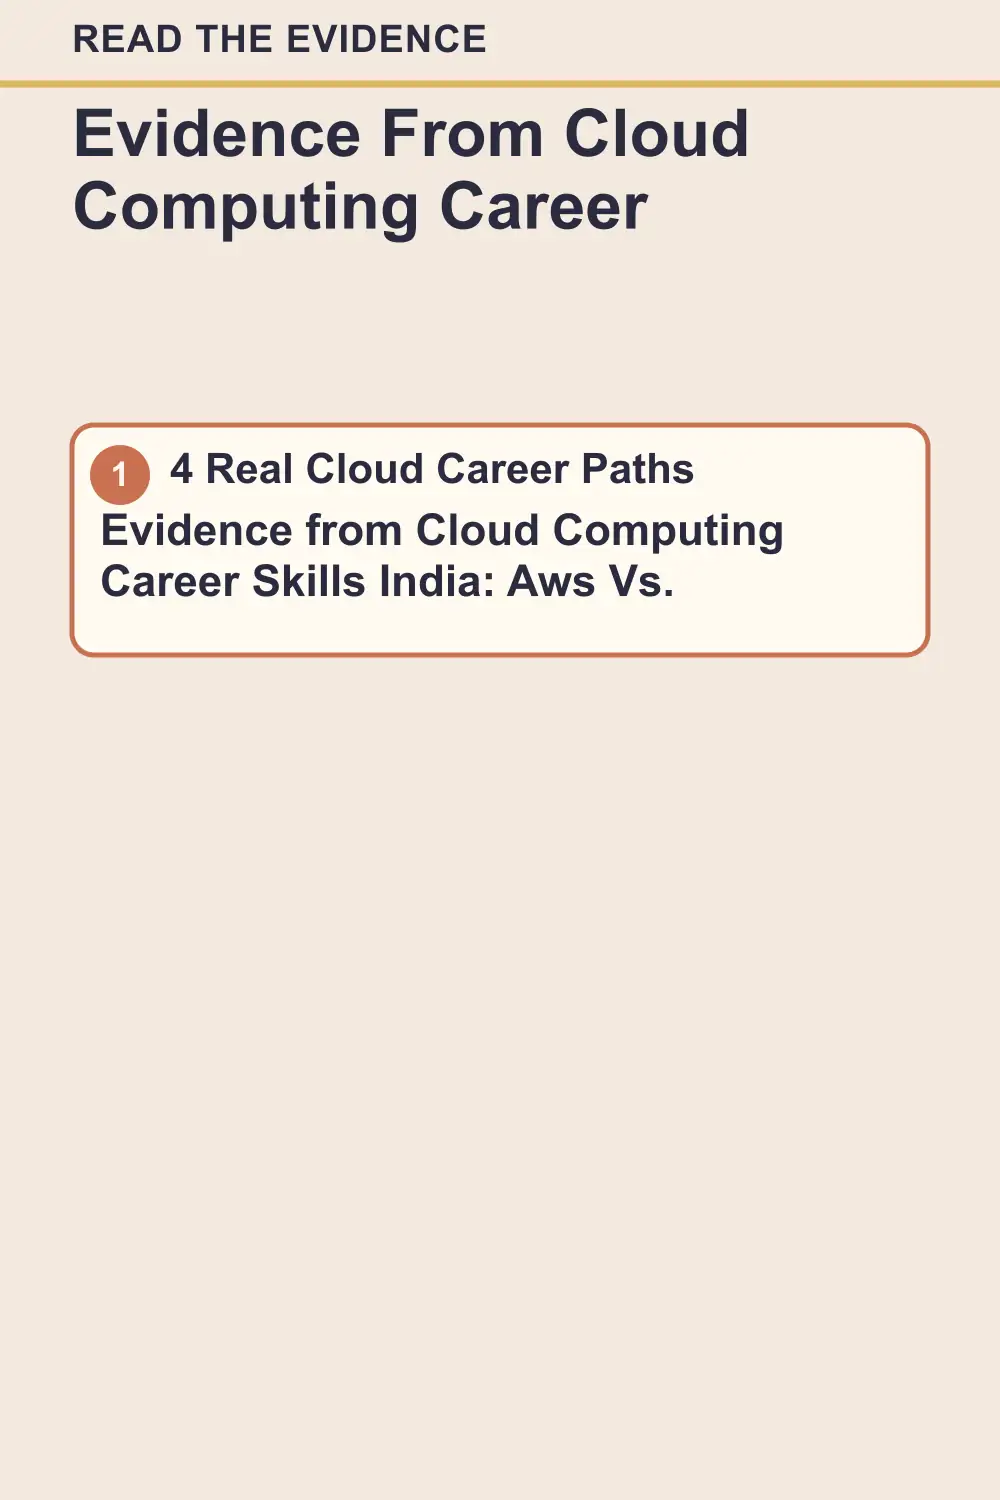 READ THE EVIDENCE
Evidence From Cloud
Computing Career
1 4 Real Cloud Career Paths
Evidence from Cloud Computing
Career Skills India: Aws Vs.